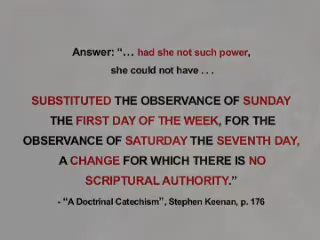 Answer: “… had she not such power,
she could not have . . .
SUBSTITUTED THE OBSERVANCE OF SUNDAY
THE FIRST DAY OF THE WEEK, FOR THE
OBSERVANCE OF SATURDAY THE SEVENTH DAY,
A CHANGE FOR WHICH THERE IS NO
SCRIPTURAL AUTHORITY.”
- “A Doctrinal Catechism”, Stephen Keenan, p. 176